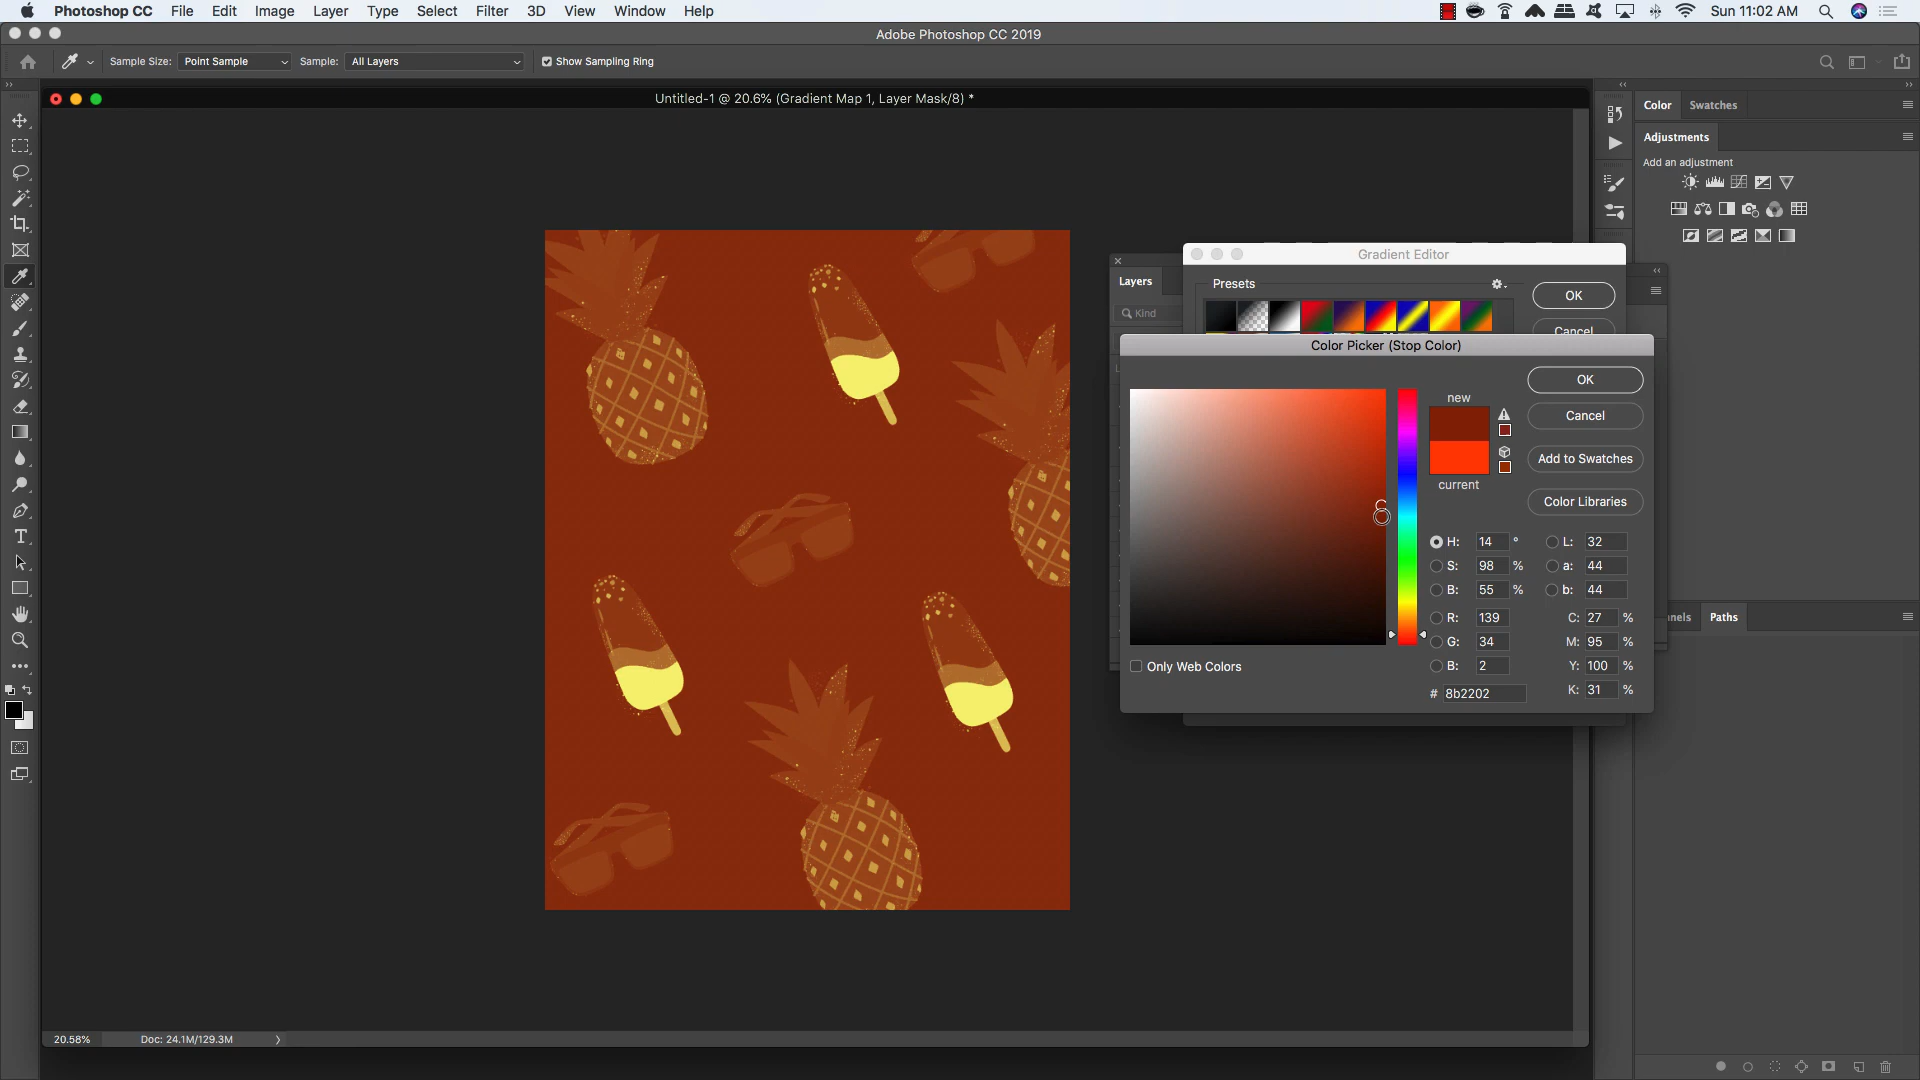 Photoshop CC File Edit Image Layer Type Select Filter 3D View Window Help Sun 11:02 AM
Adobe Photoshop CC 2019
Sample Size: Point Sample Sample: All Layers Show Sampling Ring
Untitled-1 @ 20.6% (Gradient Map 1, Layer Mask/8) *
Color Swatches
Adjustments
Add an adjustment
Layers
Kind
Gradient Editor
Presets
OK
Cancel
Color Picker (Stop Color)
new
current
OK
Cancel
Add to Swatches
Color Libraries
H: 14 ° L: 32
S: 98 % a: 44
B: 55 % b: 44
R: 139 C: 27 %
G: 34 M: 95 %
B: 2 Y: 100 %
# 8b2202 K: 31 %
Only Web Colors
nnels Paths
20.58% Doc: 24.1M/129.3M